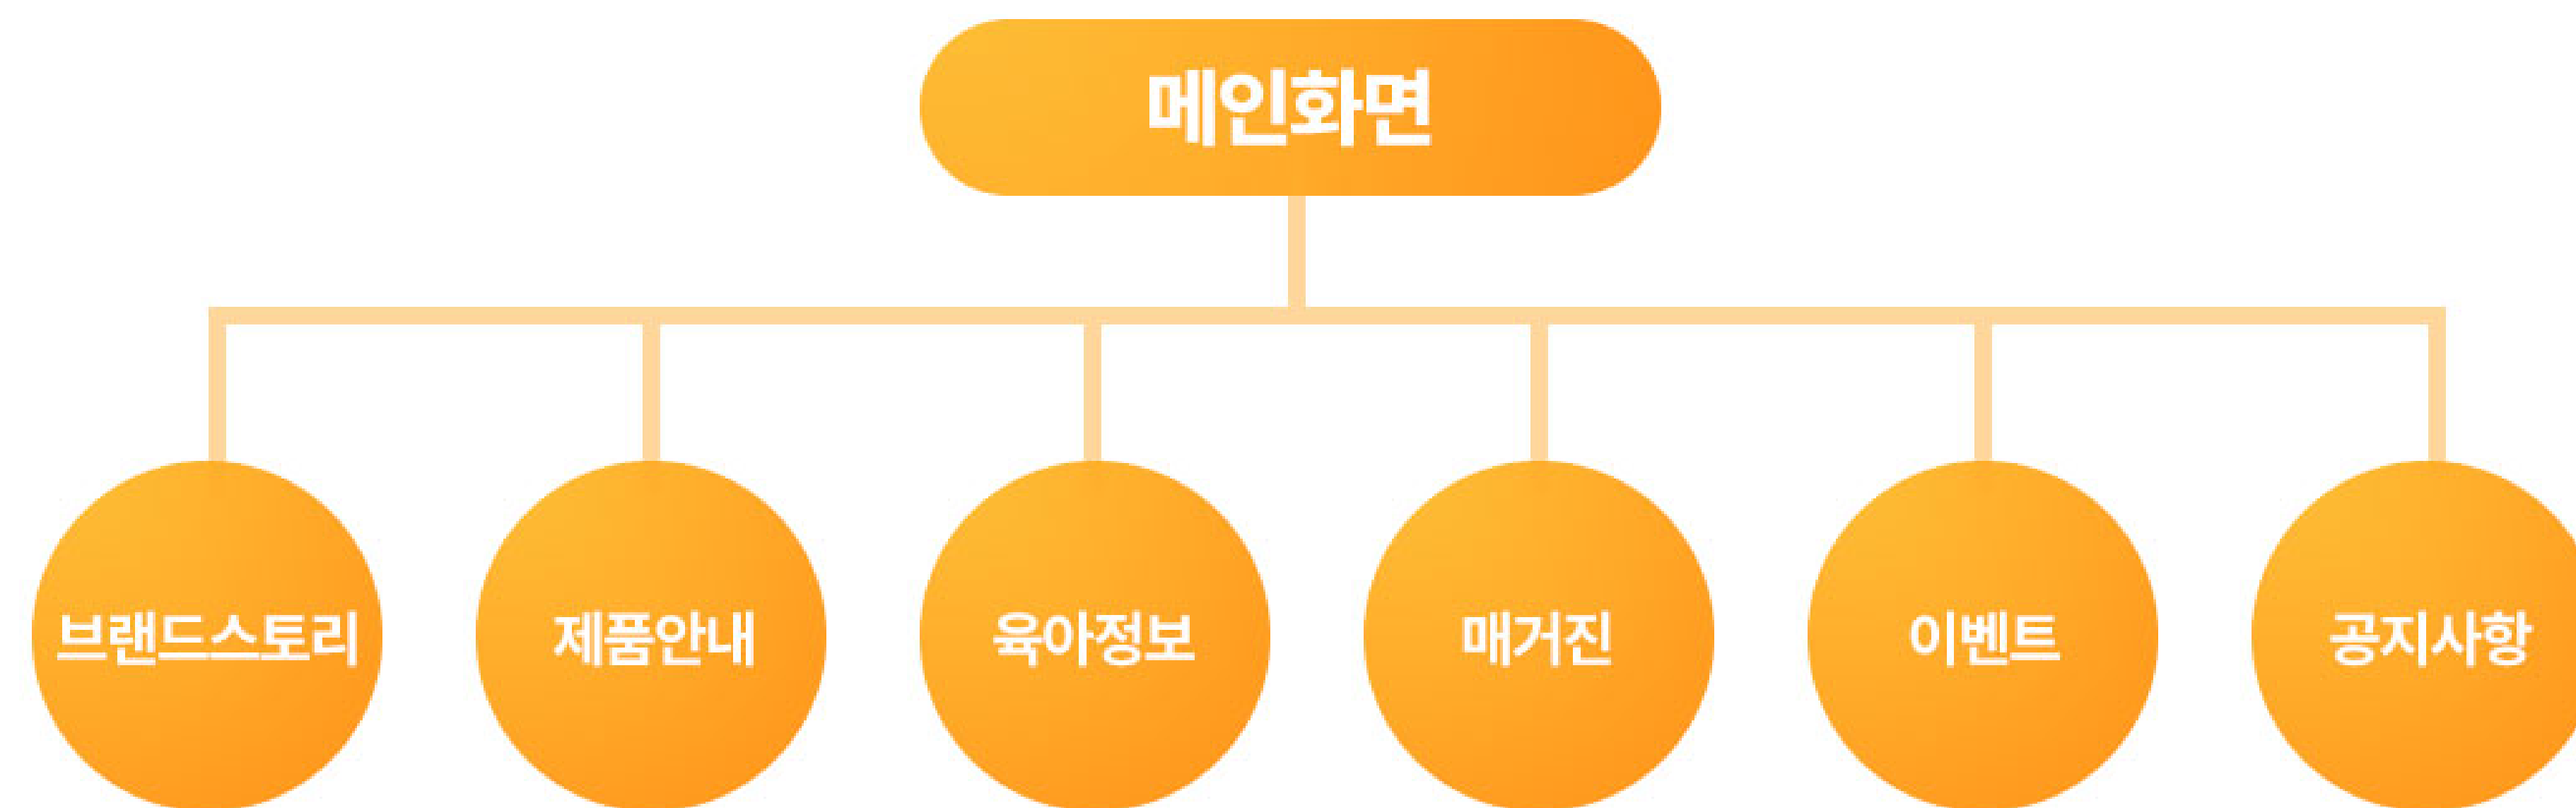 메인화면
브랜드스토리
제품안내
육아정보
매거진
이벤트
공지사항